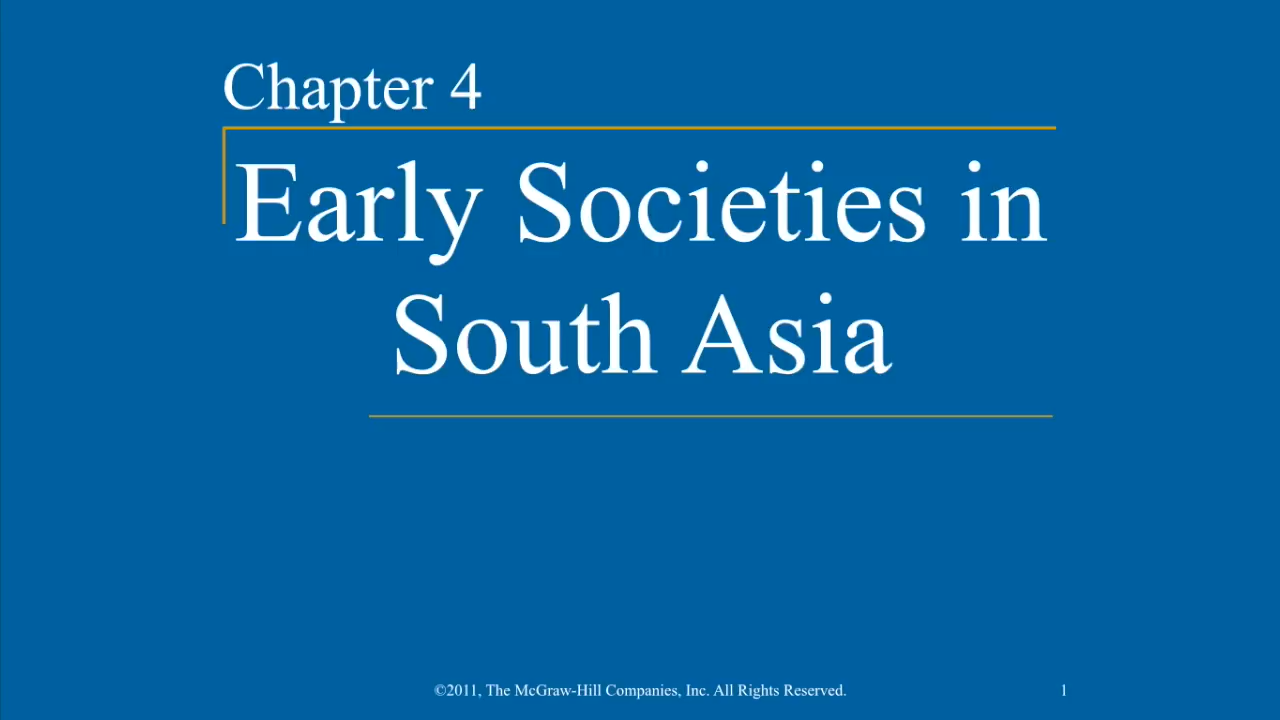 Chapter 4
Early Societies in
South Asia
©2011, The McGraw-Hill Companies, Inc. All Rights Reserved.
1